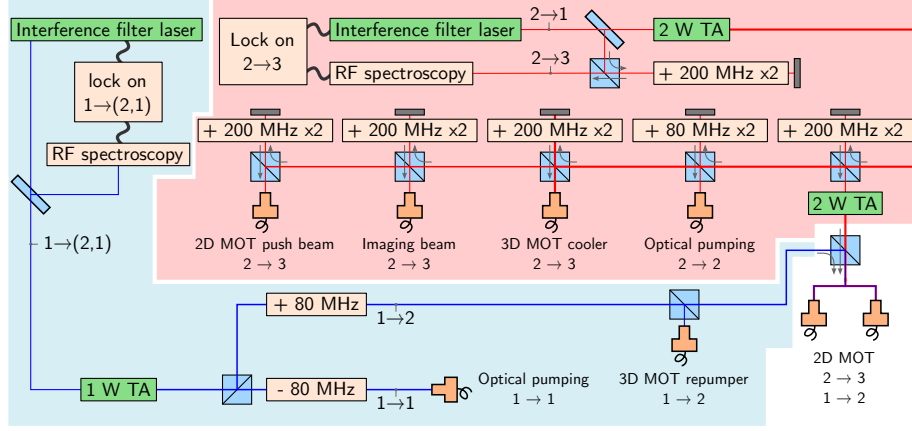 Interference filter laser
lock on
1→(2,1)
RF spectroscopy
1→(2,1)
Lock on
2→3
Interference filter laser
2→1
2 W TA
RF spectroscopy
2→3
+ 200 MHz x2
+ 200 MHz x2
+ 200 MHz x2
+ 200 MHz x2
+ 80 MHz x2
+ 200 MHz x2
2 W TA
2D MOT push beam
2 → 3
Imaging beam
2 → 3
3D MOT cooler
2 → 3
Optical pumping
2 → 2
+ 80 MHz
1→2
1 W TA
- 80 MHz
1→1
Optical pumping
1 → 1
3D MOT repumper
1 → 2
2D MOT
2 → 3
1 → 2